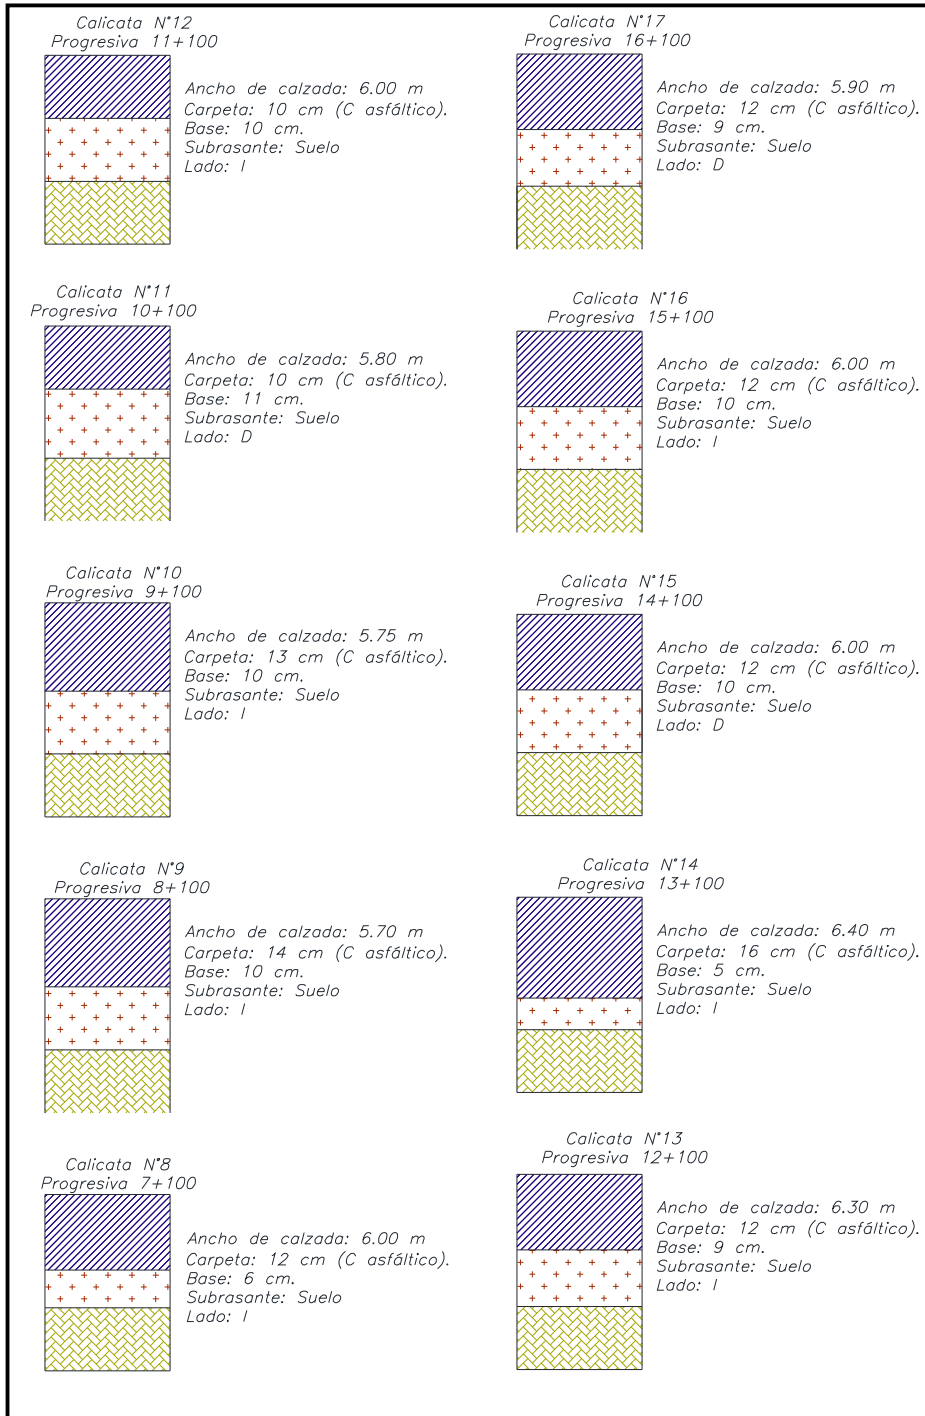 Calicata N°12
Progresiva 11+100
Ancho de calzada: 6.00 m
Carpeta: 10 cm (C asfáltico).
Base: 10 cm.
Subrasante: Suelo
Lado: I
Calicata N°11
Progresiva 10+100
Ancho de calzada: 5.80 m
Carpeta: 10 cm (C asfáltico).
Base: 11 cm.
Subrasante: Suelo
Lado: D
Calicata N°10
Progresiva 9+100
Ancho de calzada: 5.75 m
Carpeta: 13 cm (C asfáltico).
Base: 10 cm.
Subrasante: Suelo
Lado: I
Calicata N°9
Progresiva 8+100
Ancho de calzada: 5.70 m
Carpeta: 14 cm (C asfáltico).
Base: 10 cm.
Subrasante: Suelo
Lado: I
Calicata N°8
Progresiva 7+100
Ancho de calzada: 6.00 m
Carpeta: 12 cm (C asfáltico).
Base: 6 cm.
Subrasante: Suelo
Lado: I
Calicata N°17
Progresiva 16+100
Ancho de calzada: 5.90 m
Carpeta: 12 cm (C asfáltico).
Base: 9 cm.
Subrasante: Suelo
Lado: D
Calicata N°16
Progresiva 15+100
Ancho de calzada: 6.00 m
Carpeta: 12 cm (C asfáltico).
Base: 10 cm.
Subrasante: Suelo
Lado: I
Calicata N°15
Progresiva 14+100
Ancho de calzada: 6.00 m
Carpeta: 12 cm (C asfáltico).
Base: 10 cm.
Subrasante: Suelo
Lado: D
Calicata N°14
Progresiva 13+100
Ancho de calzada: 6.40 m
Carpeta: 16 cm (C asfáltico).
Base: 5 cm.
Subrasante: Suelo
Lado: I
Calicata N°13
Progresiva 12+100
Ancho de calzada: 6.30 m
Carpeta: 12 cm (C asfáltico).
Base: 9 cm.
Subrasante: Suelo
Lado: I